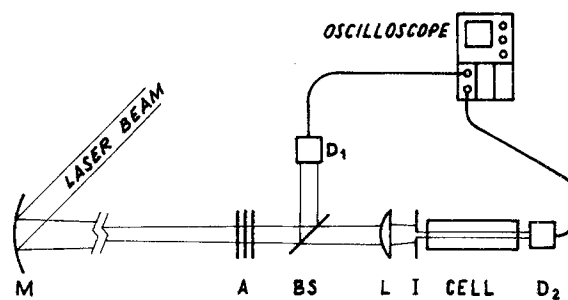 OSCILLOSCOPE
LASER BEAM
D1
M A BS L I CELL D2